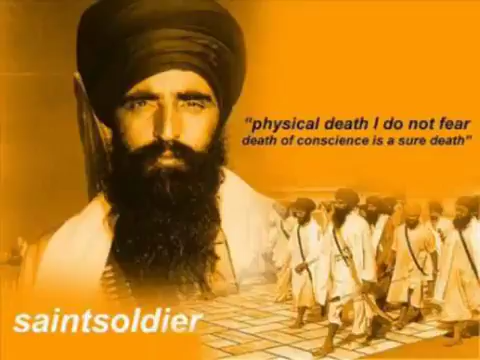 “physical death I do not fear
death of conscience is a sure death”
saintsoldier